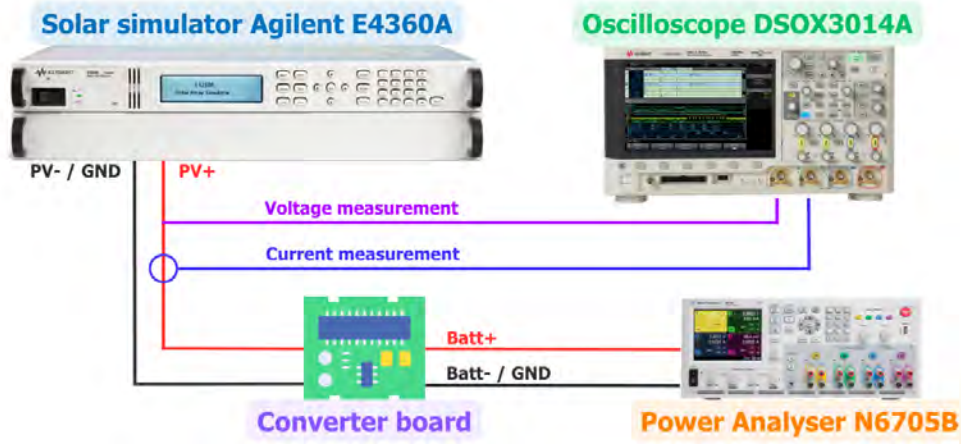 Solar simulator Agilent E4360A
Oscilloscope DSOX3014A
PV- / GND
PV+
Voltage measurement
Current measurement
Batt+
Batt- / GND
Converter board
Power Analyser N6705B